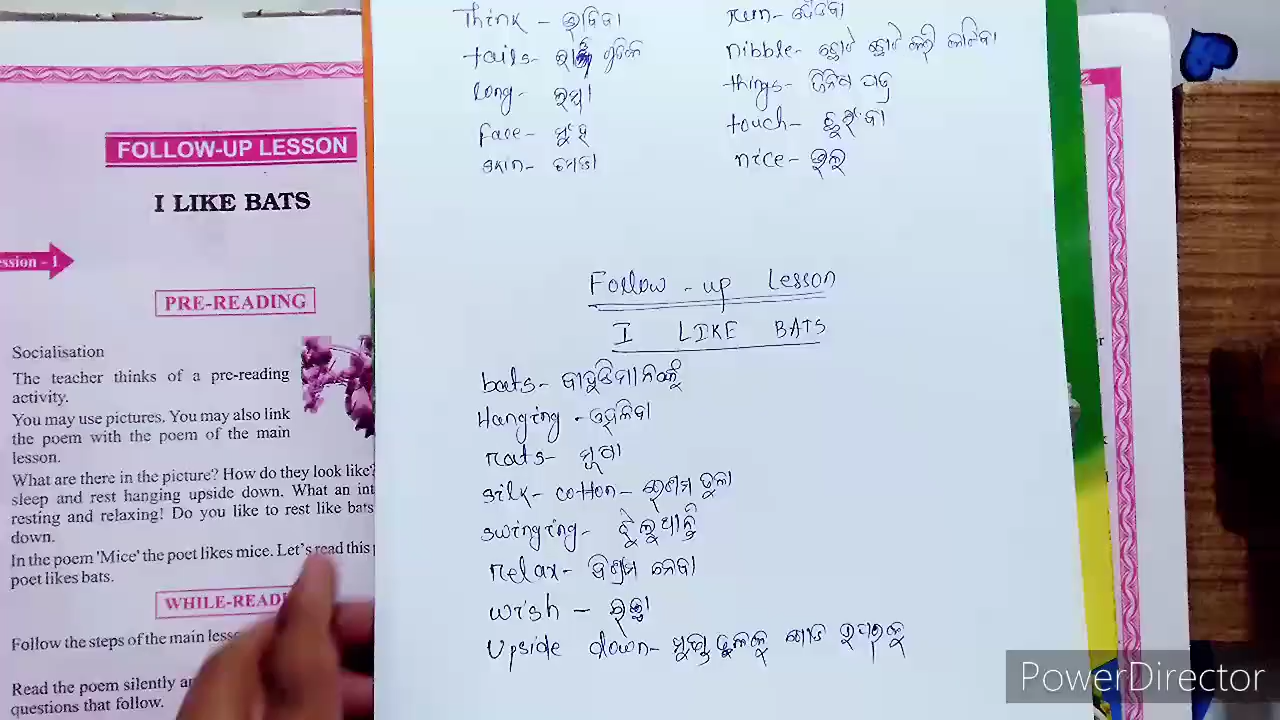 FOLLOW-UP LESSON
I LIKE BATS
ession - 1
PRE-READING
Socialisation
The teacher thinks of a pre-reading
activity.
You may use pictures. You may also link
the poem with the poem of the main
lesson.
What are there in the picture? How do they look like?
sleep and rest hanging upside down. What an int
resting and relaxing! Do you like to rest like bats
down.
In the poem 'Mice' the poet likes mice. Let's read this
poet likes bats.
WHILE-READ
Follow the steps of the main less
Read the poem silently an
questions that follow.
Think - ଭାବିବା
tails- ଗୁଡିକ
long- ଲମ୍ବା
face- ମୁହଁ
skin- ଚମଡା
run- ଦୌଡିବା
nibble- ଛୋଟ ଛୋଟ କରି କାଟିବା
things- ଜିନିଷ ପତ୍ର
touch- ଛୁଇଁବା
nice- ଭଲ
Follow-up Lesson
I LIKE BATS
bats- ବାଦୁଡିମାନଙ୍କୁ
Hanging - ଓହଳିବା
rats- ମୂଷା
silk-cotton- ତୁଳା
swinging- ଝୁଲୁଥାନ୍ତି
relax- ବିଶ୍ରାମ ନେବା
wish - ଇଚ୍ଛା
Upside down- ମୁଣ୍ଡ ତଳକୁ ଗୋଡ ଉପରକୁ
PowerDirector